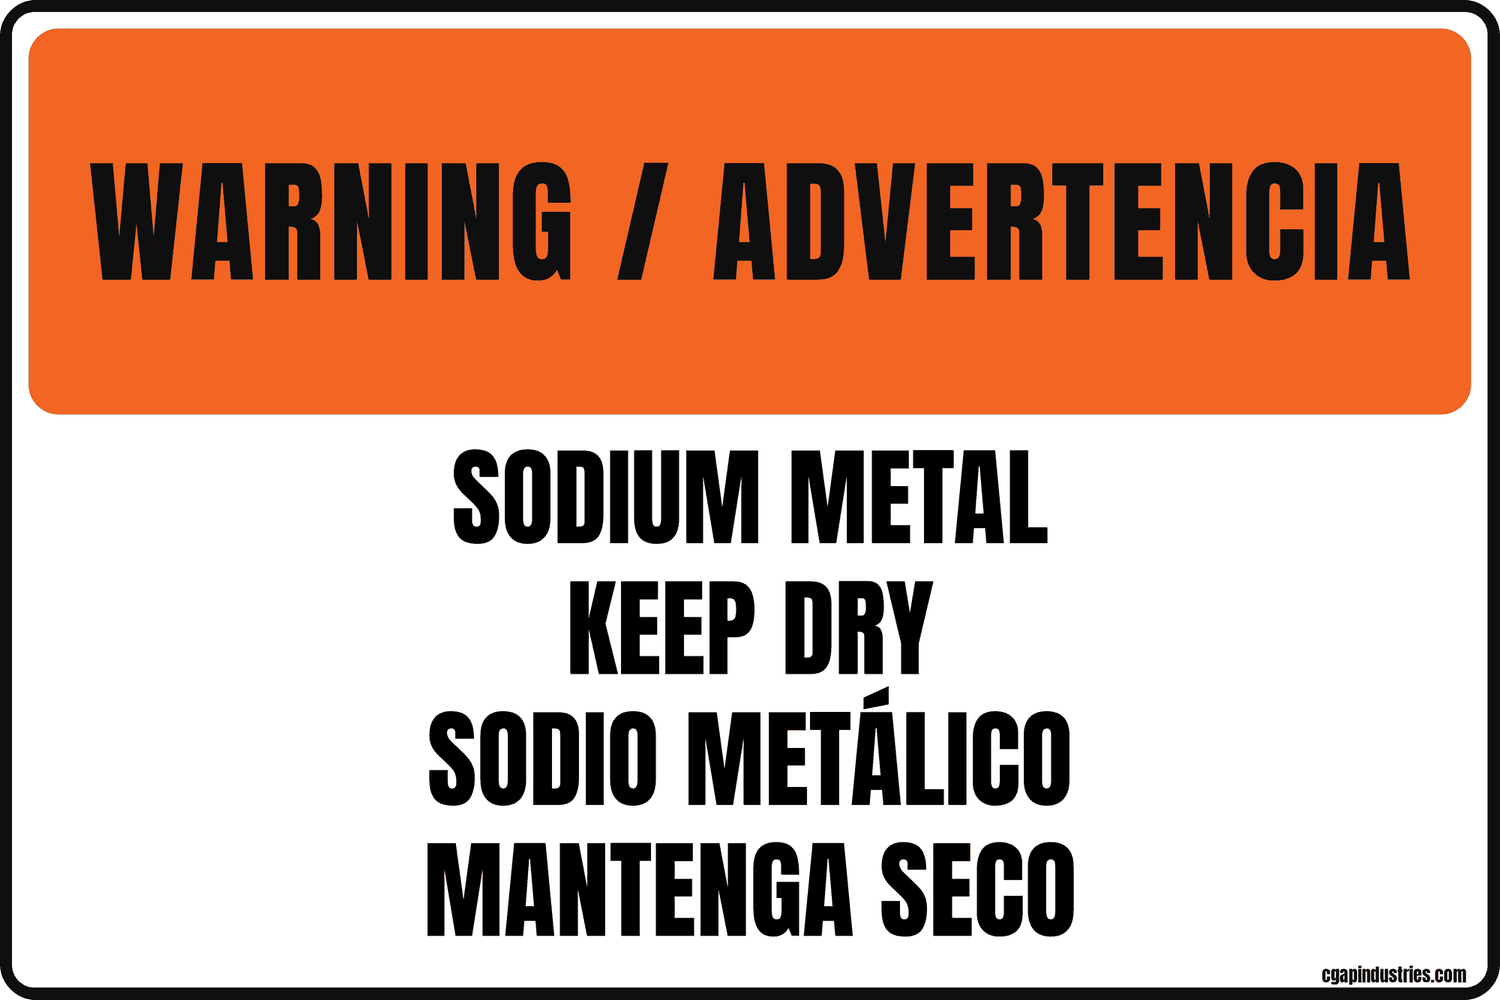 WARNING / ADVERTENCIA
SODIUM METAL
KEEP DRY
SODIO METÁLICO
MANTENGA SECO
cgapindustries.com